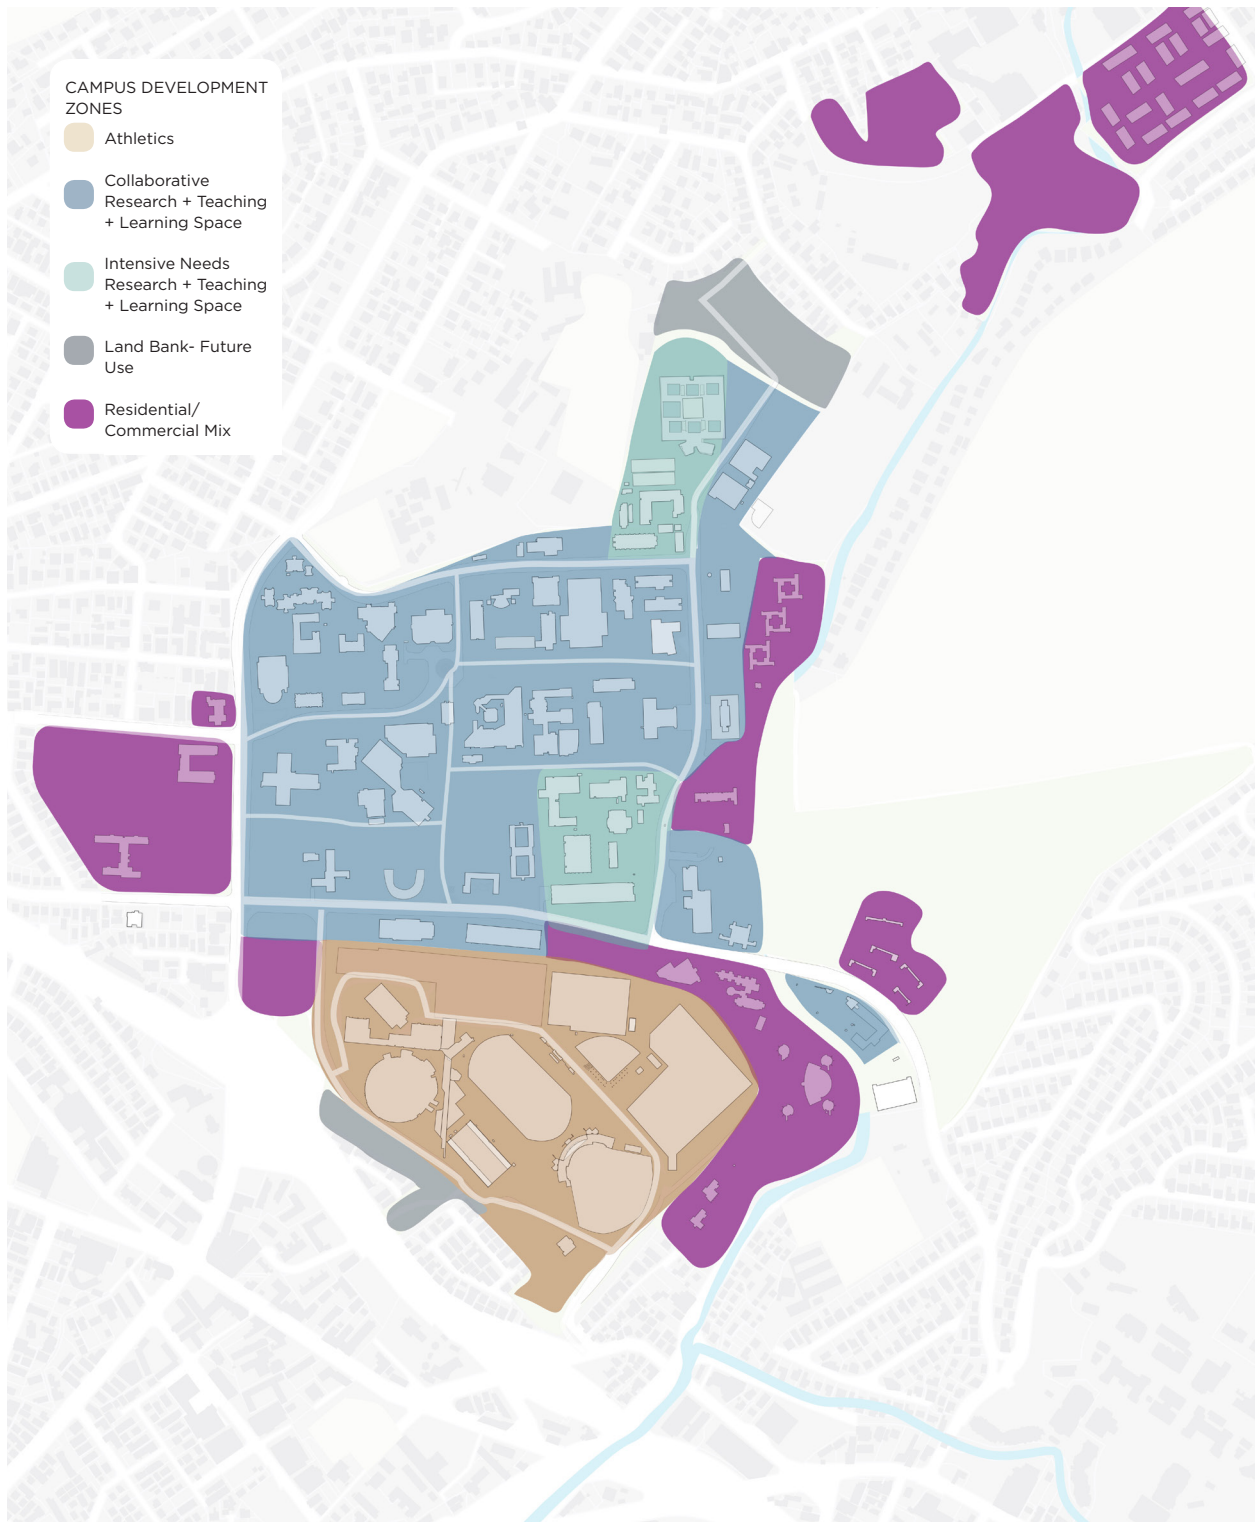 CAMPUS DEVELOPMENT
ZONES
Athletics
Collaborative
Research + Teaching
+ Learning Space
Intensive Needs
Research + Teaching
+ Learning Space
Land Bank- Future
Use
Residential/
Commercial Mix